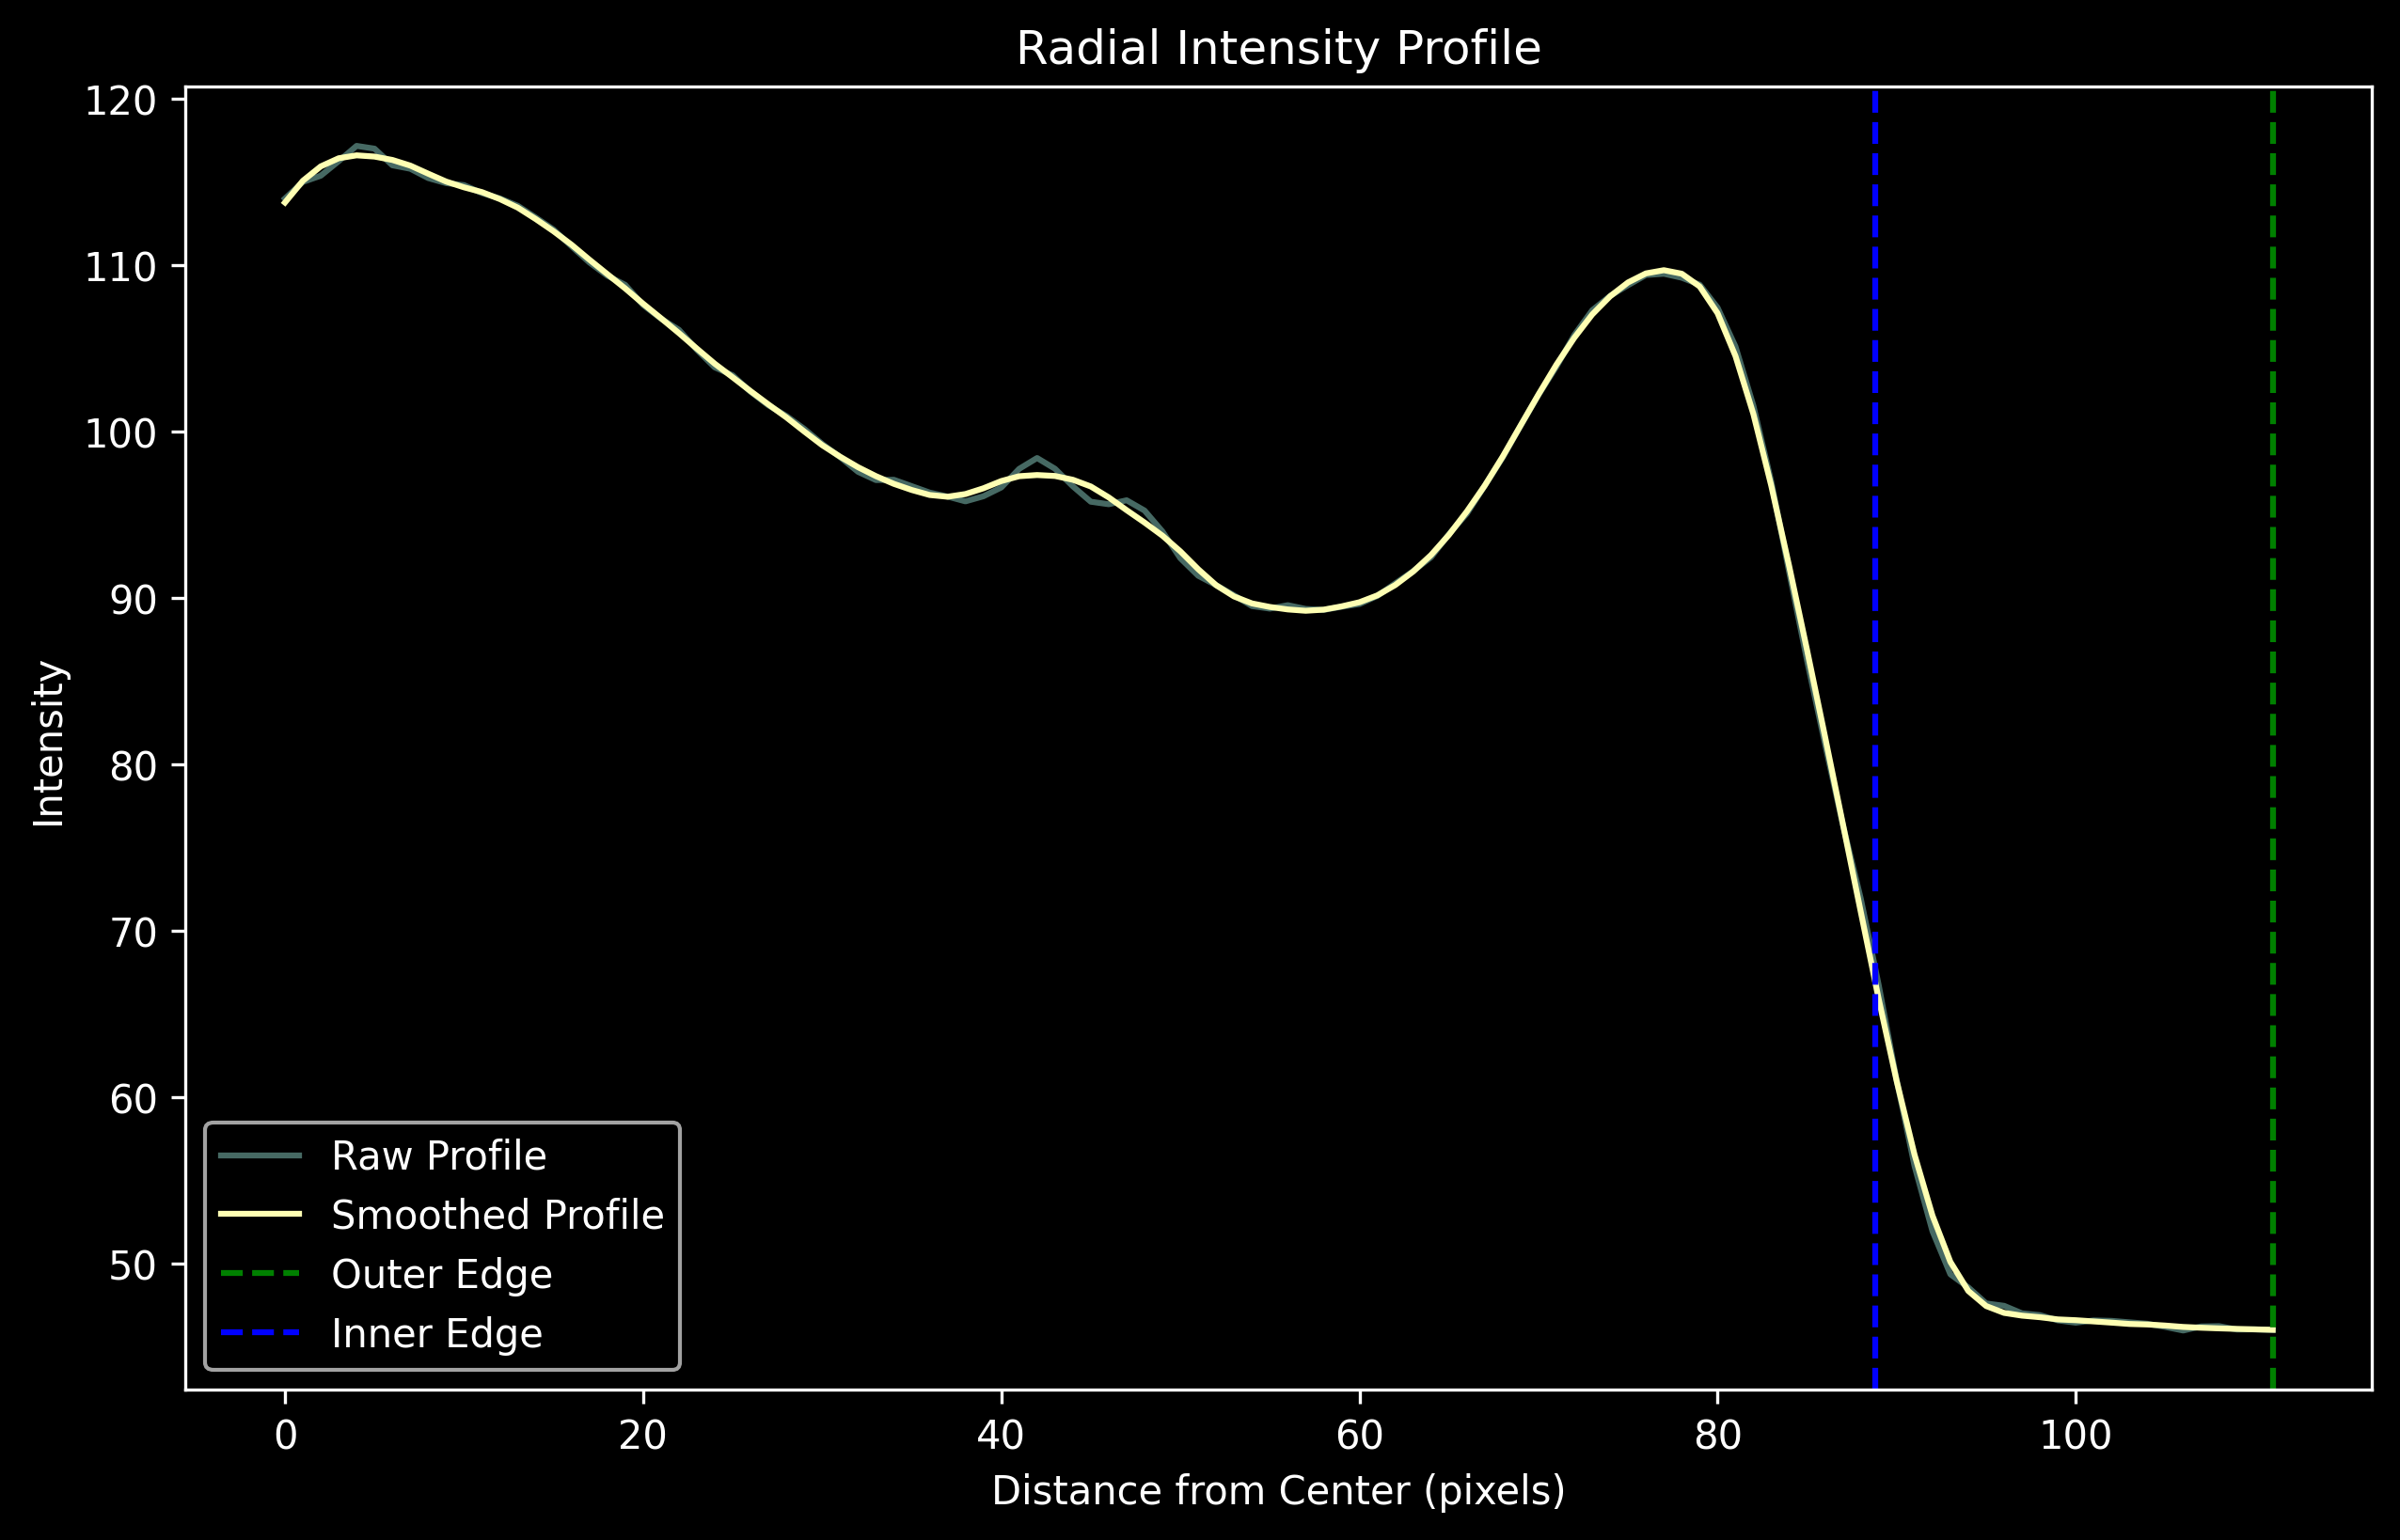 Radial Intensity Profile
120
110
100
90
80
70
60
50
Intensity
Raw Profile
Smoothed Profile
Outer Edge
Inner Edge
0 20 40 60 80 100
Distance from Center (pixels)